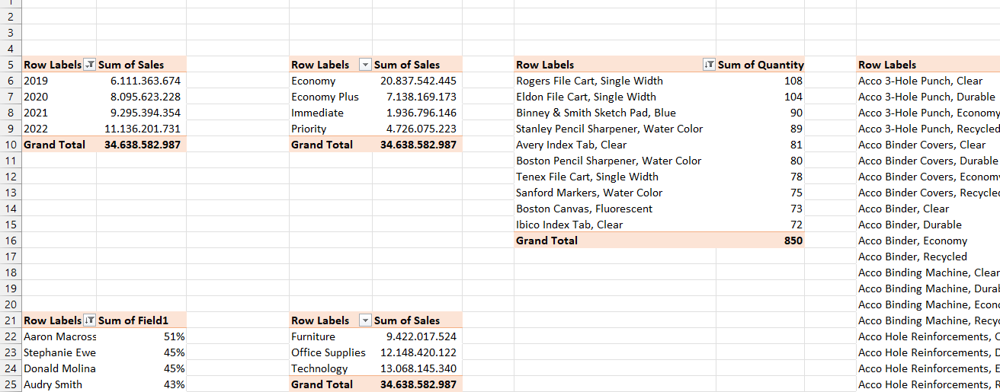 1
2
3
4
5 Row Labels Sum of Sales Row Labels Sum of Sales Row Labels Sum of Quantity Row Labels
6 2019 6.111.363.674 Economy 20.837.542.445 Rogers File Cart, Single Width 108 Acco 3-Hole Punch, Clear
7 2020 8.095.623.228 Economy Plus 7.138.169.173 Eldon File Cart, Single Width 104 Acco 3-Hole Punch, Durable
8 2021 9.295.394.354 Immediate 1.936.796.146 Binney & Smith Sketch Pad, Blue 90 Acco 3-Hole Punch, Economy
9 2022 11.136.201.731 Priority 4.726.075.223 Stanley Pencil Sharpener, Water Color 89 Acco 3-Hole Punch, Recycled
10 Grand Total 34.638.582.987 Grand Total 34.638.582.987 Avery Index Tab, Clear 81 Acco Binder Covers, Clear
11 Boston Pencil Sharpener, Water Color 80 Acco Binder Covers, Durable
12 Tenex File Cart, Single Width 78 Acco Binder Covers, Econom
13 Sanford Markers, Water Color 75 Acco Binder Covers, Recycle
14 Boston Canvas, Fluorescent 73 Acco Binder, Clear
15 Ibico Index Tab, Clear 72 Acco Binder, Durable
16 Grand Total 850 Acco Binder, Economy
17 Acco Binder, Recycled
18 Acco Binding Machine, Clear
19 Acco Binding Machine, Dura
20 Acco Binding Machine, Econ
21 Row Labels Sum of Field1 Row Labels Sum of Sales Acco Binding Machine, Recy
22 Aaron Macross 51% Furniture 9.422.017.524 Acco Hole Reinforcements, C
23 Stephanie Ewe 45% Office Supplies 12.148.420.122 Acco Hole Reinforcements, D
24 Donald Molina 45% Technology 13.068.145.340 Acco Hole Reinforcements, E
25 Audry Smith 43% Grand Total 34.638.582.987 Acco Hole Reinforcements, R